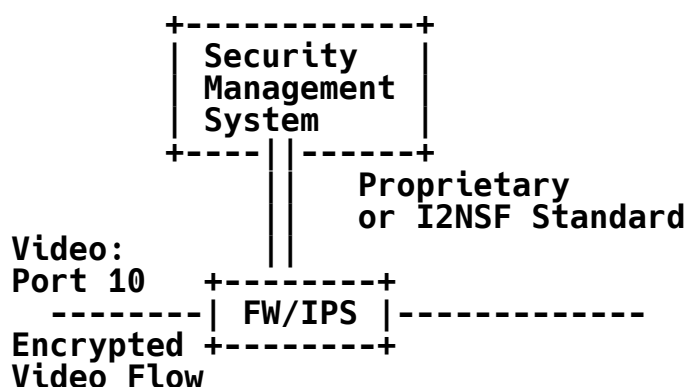 Security
Management
System
Proprietary
or I2NSF Standard
Video:
Port 10
FW/IPS
Encrypted
Video Flow